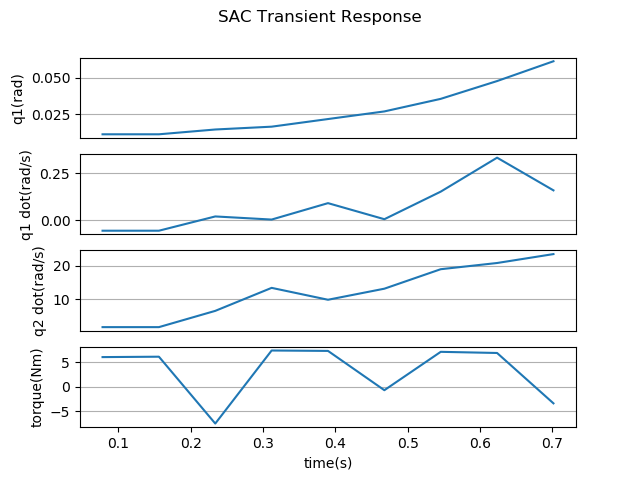 SAC Transient Response
q1(rad)
0.050
0.025
q1 dot(rad/s)
0.25
0.00
q2 dot(rad/s)
20
10
torque(Nm)
5
0
−5
0.1 0.2 0.3 0.4 0.5 0.6 0.7
time(s)